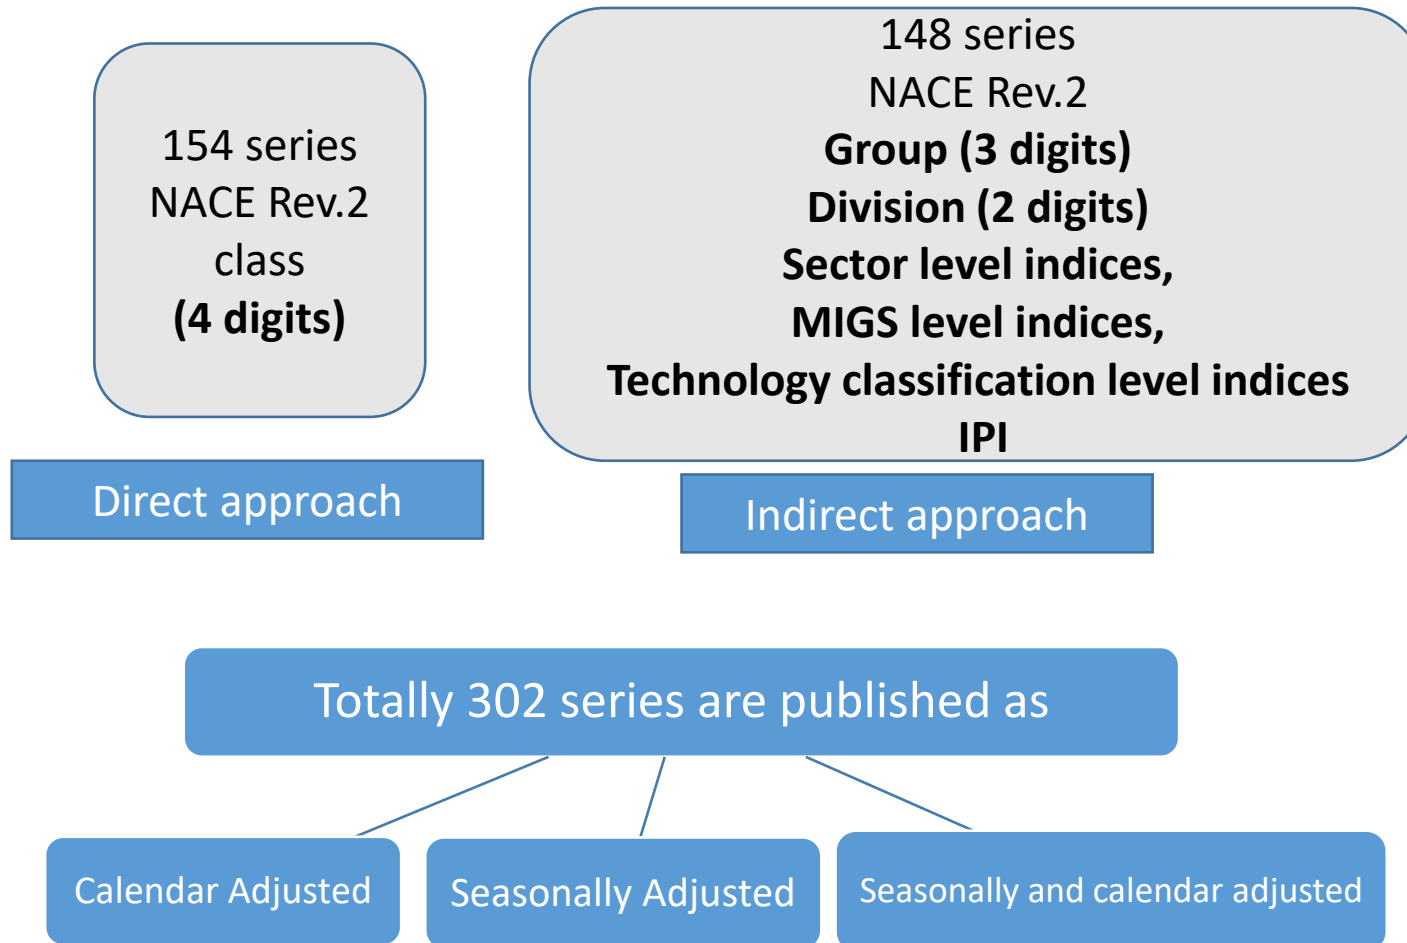 154 series
NACE Rev.2
class
(4 digits)
148 series
NACE Rev.2
Group (3 digits)
Division (2 digits)
Sector level indices,
MIGS level indices,
Technology classification level indices
IPI
Direct approach
Indirect approach
Totally 302 series are published as
Calendar Adjusted
Seasonally Adjusted
Seasonally and calendar adjusted